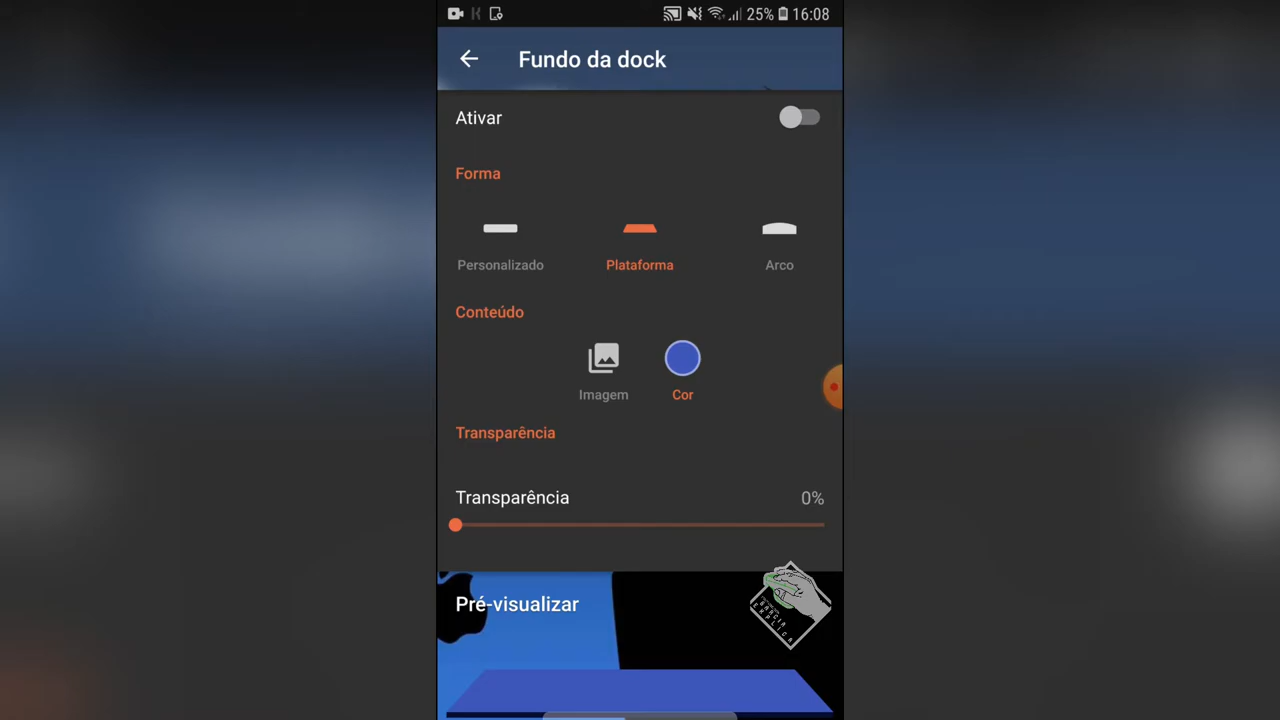 25% 16:08
Fundo da dock
Ativar
Forma
Personalizado Plataforma Arco
Conteúdo
Imagem Cor
Transparência
Transparência 0%
Pré-visualizar
EXPLICA